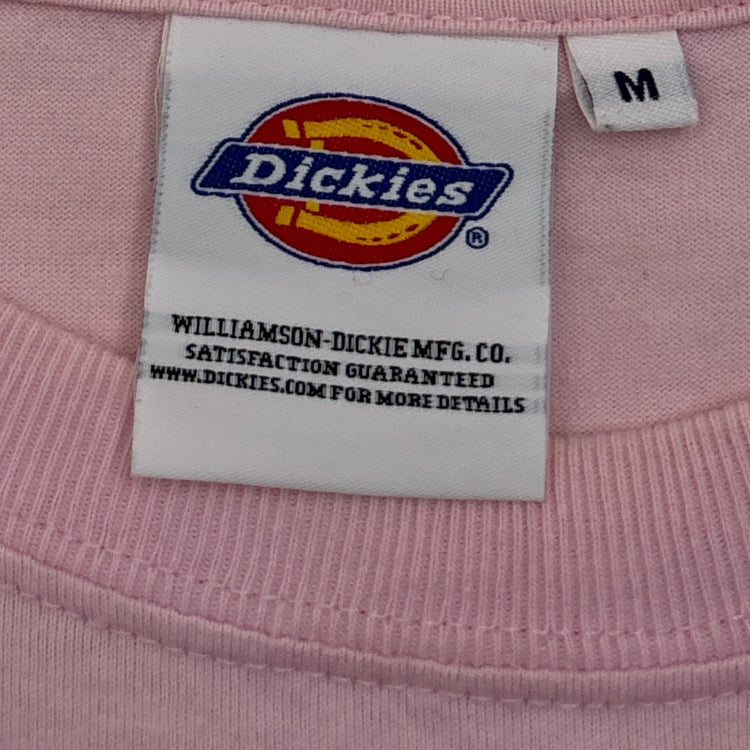 M
Dickies
®
WILLIAMSON-DICKIE MFG. CO.
SATISFACTION GUARANTEED
WWW.DICKIES.COM FOR MORE DETAILS